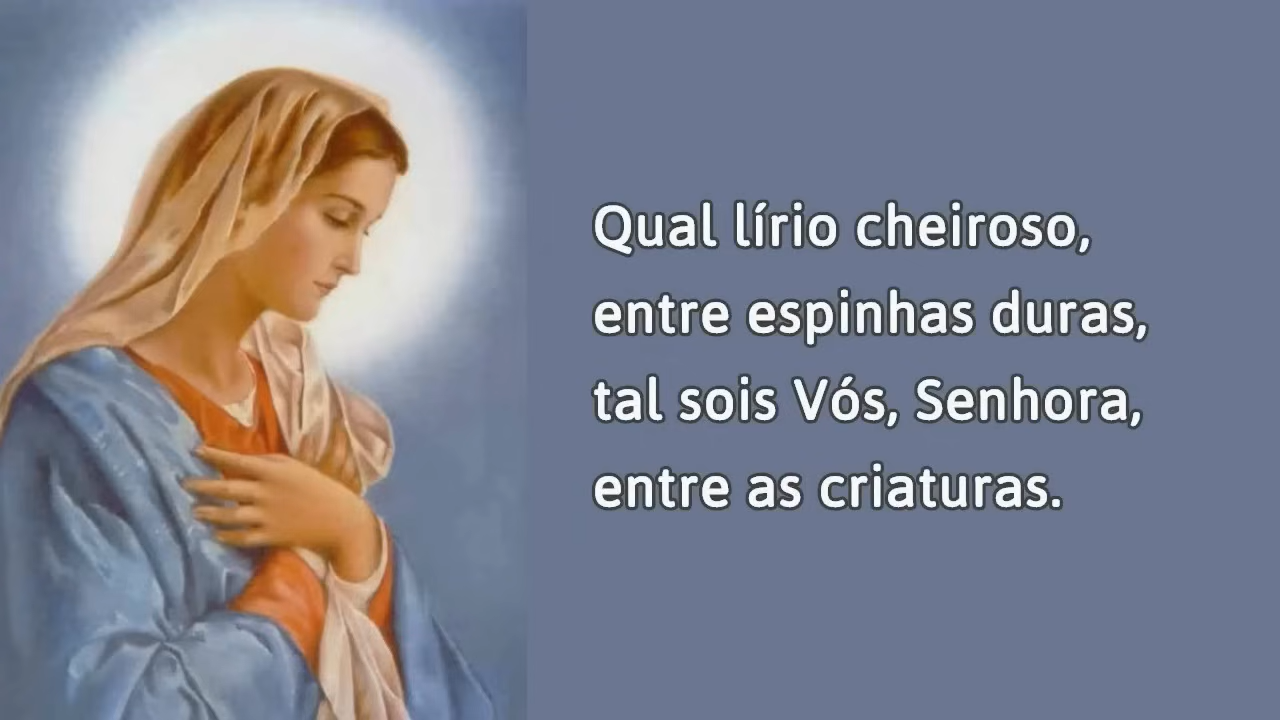 Qual lírio cheiroso,
entre espinhas duras,
tal sois Vós, Senhora,
entre as criaturas.